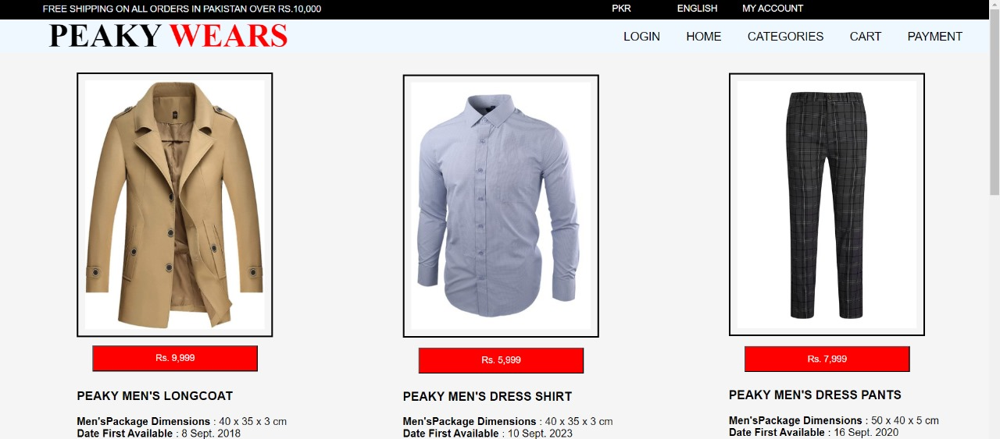 FREE SHIPPING ON ALL ORDERS IN PAKISTAN OVER RS.10,000
PKR
ENGLISH
MY ACCOUNT
PEAKY WEARS
LOGIN
HOME
CATEGORIES
CART
PAYMENT
Rs. 9,999
PEAKY MEN'S LONGCOAT
Men'sPackage Dimensions : 40 x 35 x 3 cm
Date First Available : 8 Sept. 2018
Rs. 5,999
PEAKY MEN'S DRESS SHIRT
Men'sPackage Dimensions : 40 x 35 x 3 cm
Date First Available : 10 Sept. 2023
Rs. 7,999
PEAKY MEN'S DRESS PANTS
Men'sPackage Dimensions : 50 x 40 x 5 cm
Date First Available : 16 Sept. 2020